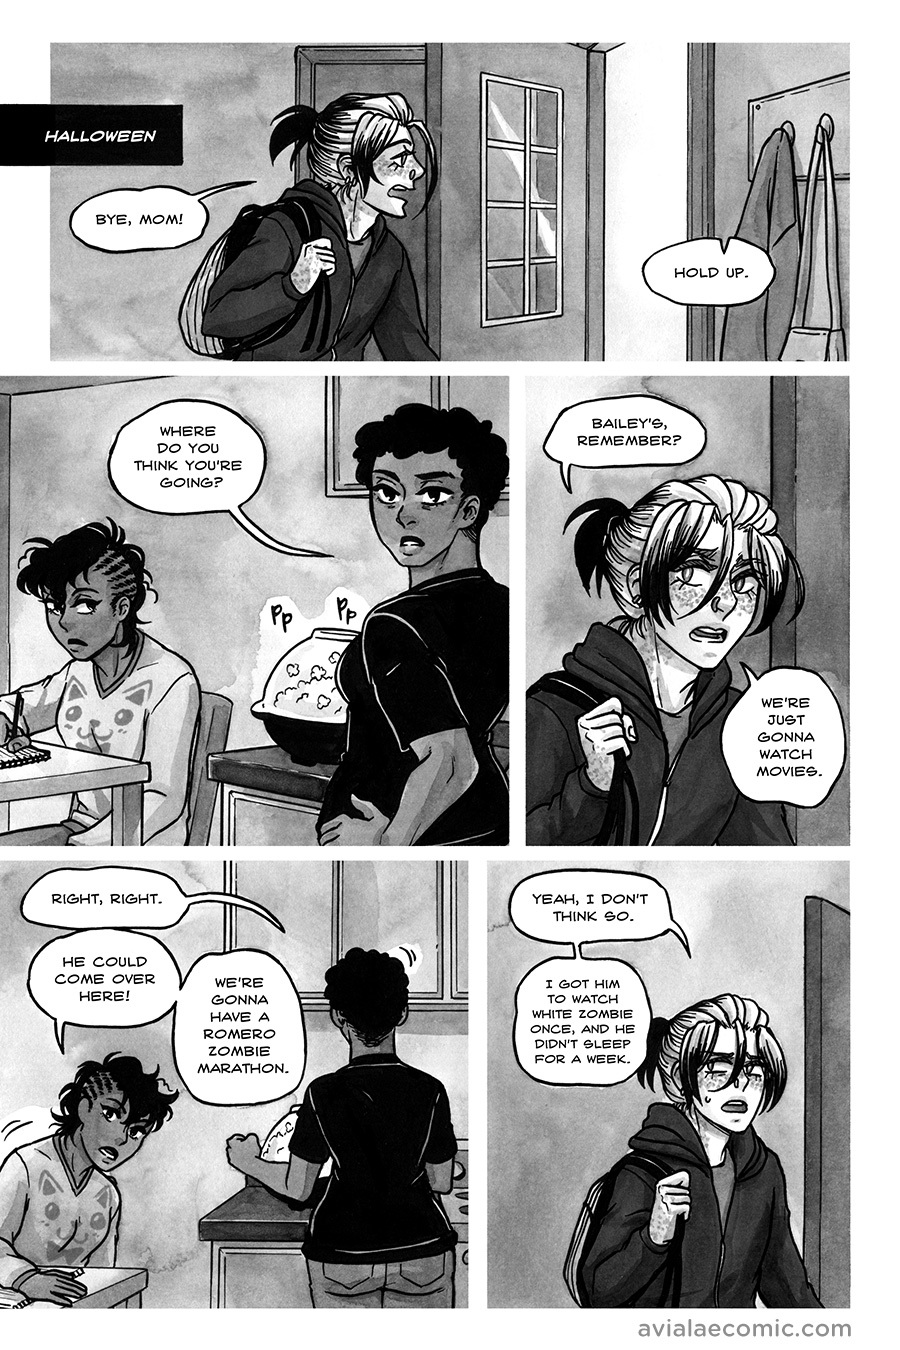 HALLOWEEN
BYE, MOM!
HOLD UP.
WHERE
DO YOU
THINK YOU'RE
GOING?
PP
PP
BAILEY'S,
REMEMBER?
WE'RE
JUST
GONNA
WATCH
MOVIES.
RIGHT, RIGHT.
HE COULD
COME OVER
HERE!
WE'RE
GONNA
HAVE A
ROMERO
ZOMBIE
MARATHON.
YEAH, I DON'T
THINK SO.
I GOT HIM
TO WATCH
WHITE ZOMBIE
ONCE, AND HE
DIDN'T SLEEP
FOR A WEEK.
avialaecomic.com